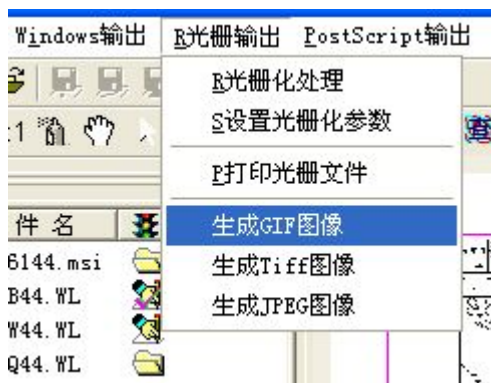 Windows输出 R光栅输出 PostScript输出
R光栅化处理
:1 S设置光栅化参数 查
P打印光栅文件
件名 生成GIF图像
6144.msi 生成Tiff图像
B44.WL 生成JPEG图像
W44.WL
Q44.WL